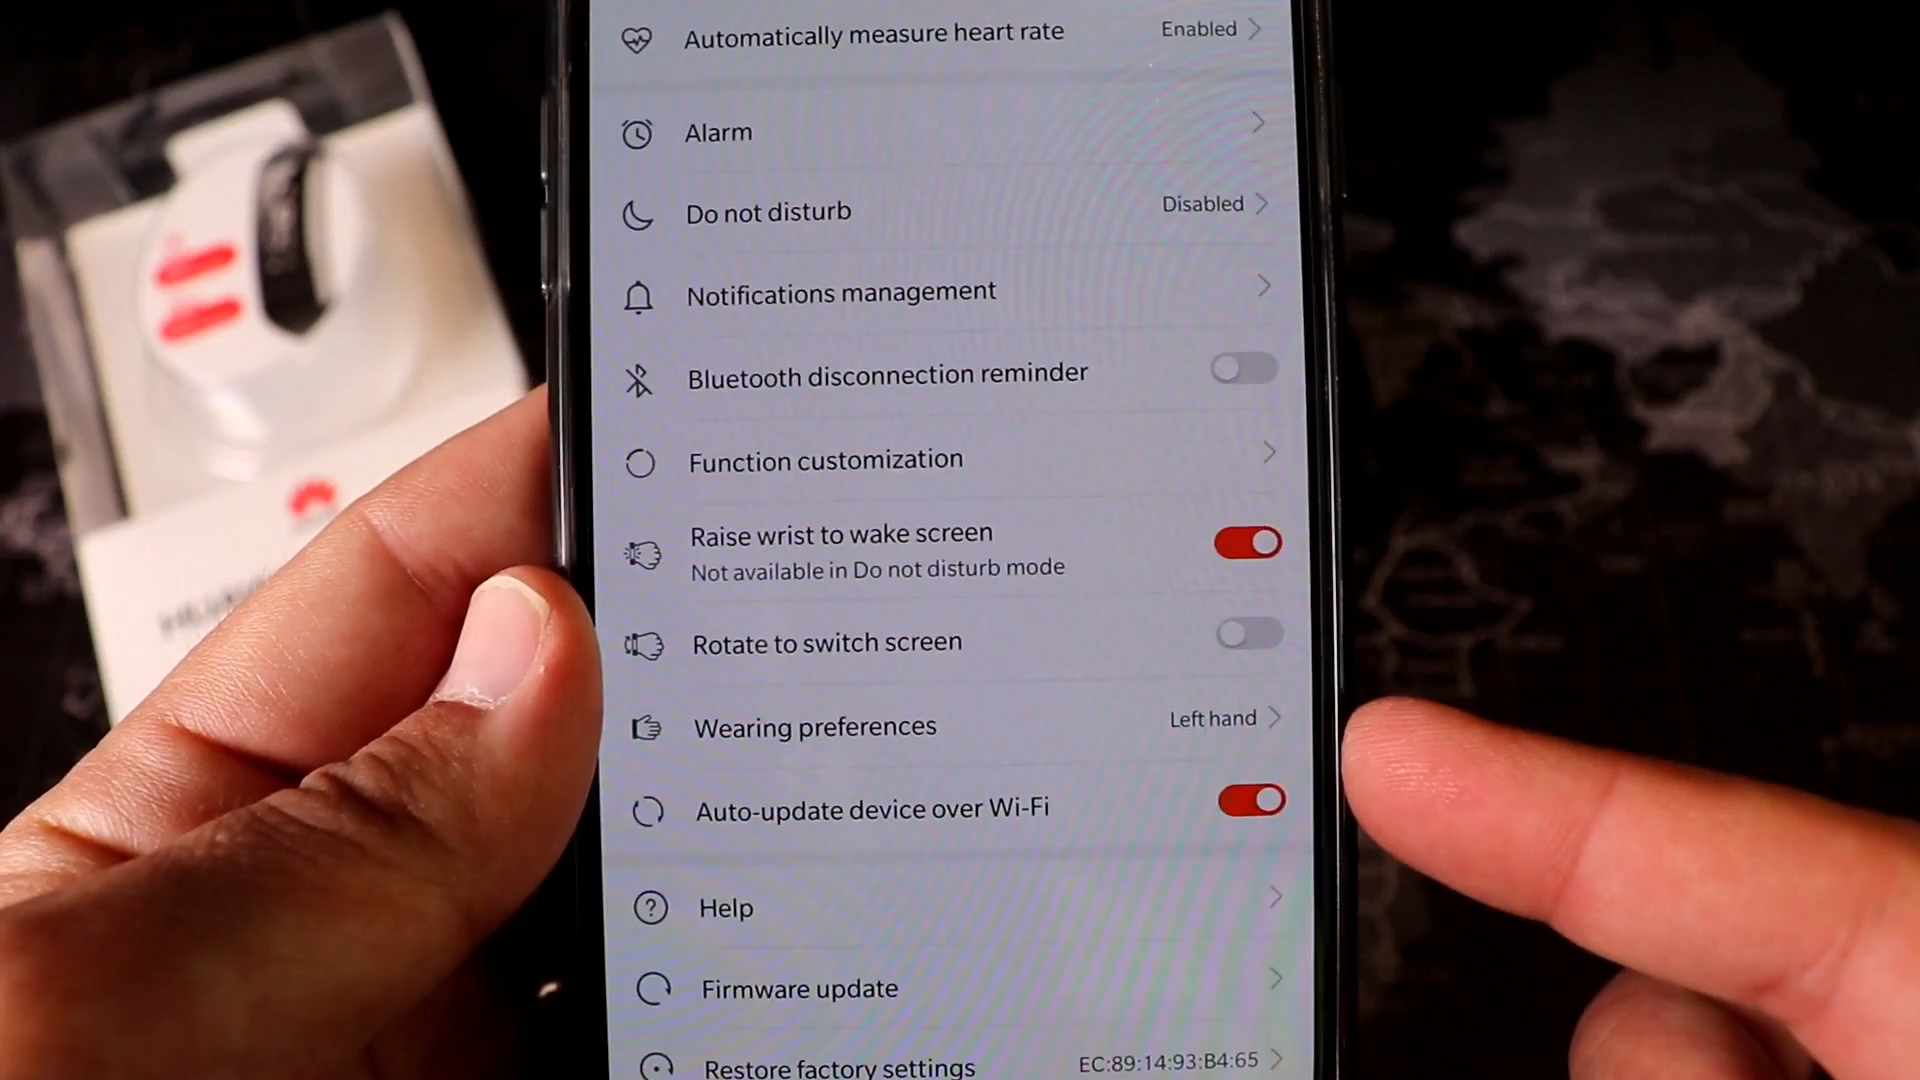 Automatically measure heart rate Enabled
Alarm
Do not disturb Disabled
Notifications management
Bluetooth disconnection reminder
Function customization
Raise wrist to wake screen
Not available in Do not disturb mode
Rotate to switch screen
Wearing preferences Left hand
Auto-update device over Wi-Fi
Help
Firmware update
Restore factory settings EC:89:14:93:B4:65